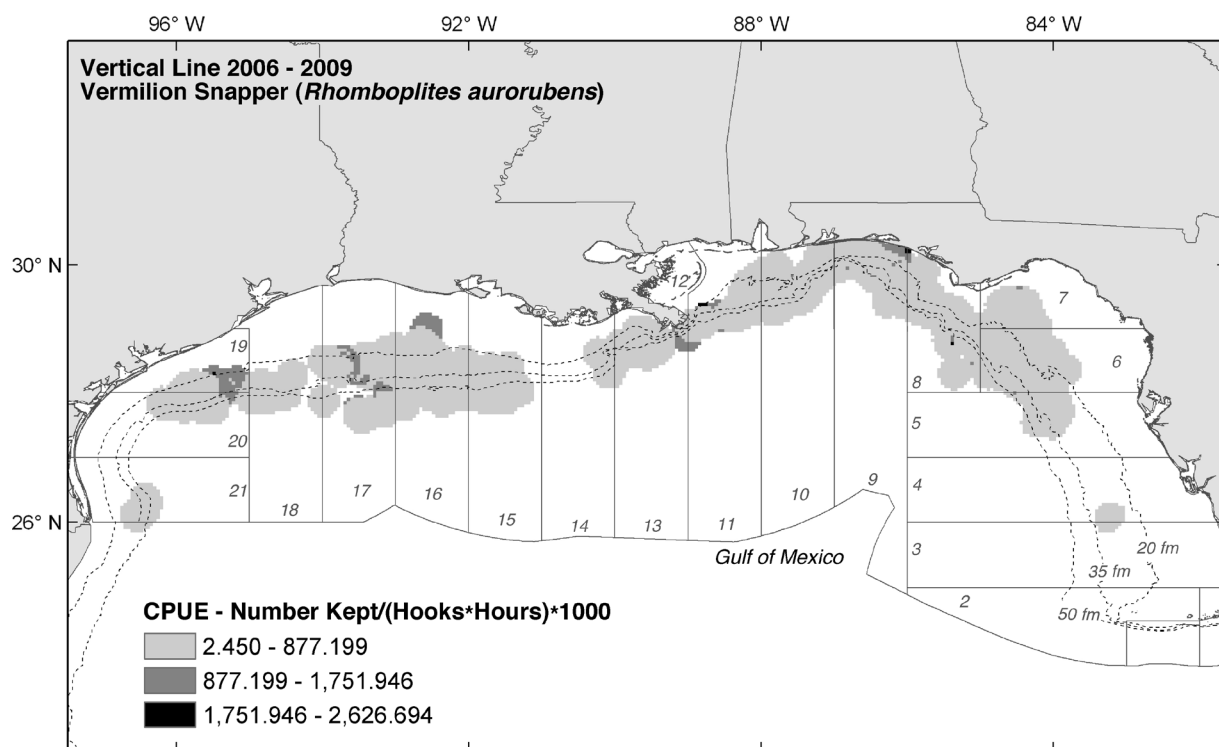 96° W 92° W 88° W 84° W
Vertical Line 2006 - 2009
Vermilion Snapper (Rhomboplites aurorubens)
30° N
12
7
19
6
8
5
20
21
18
17
16
15
14
13
11
10
9
4
26° N
3
Gulf of Mexico
20 fm
35 fm
2
50 fm
CPUE - Number Kept/(Hooks*Hours)*1000
2.450 - 877.199
877.199 - 1,751.946
1,751.946 - 2,626.694